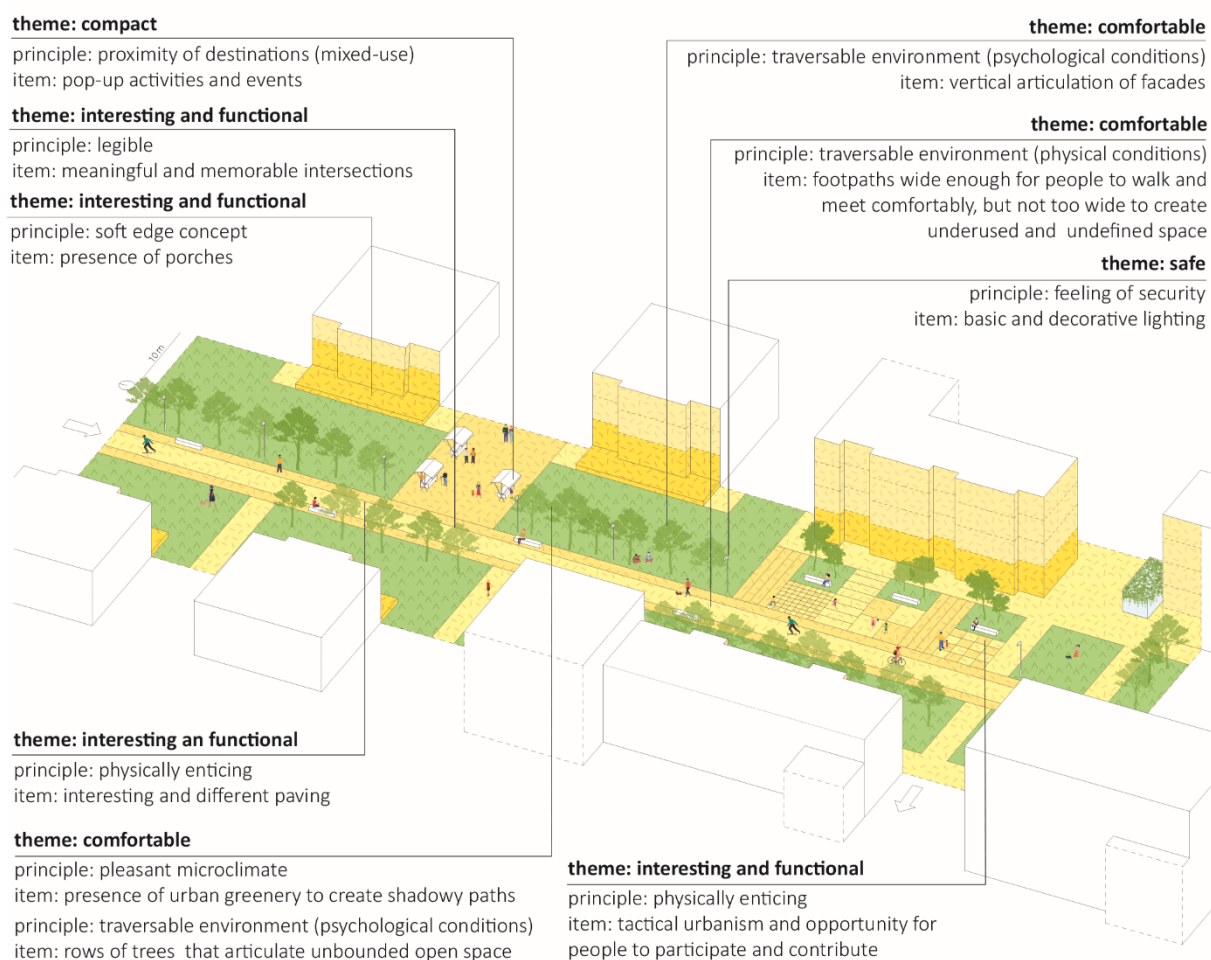 theme: compact
principle: proximity of destinations (mixed-use)
item: pop-up activities and events
theme: interesting and functional
principle: legible
item: meaningful and memorable intersections
theme: interesting and functional
principle: soft edge concept
item: presence of porches
theme: comfortable
principle: traversable environment (psychological conditions)
item: vertical articulation of facades
theme: comfortable
principle: traversable environment (physical conditions)
item: footpaths wide enough for people to walk and
meet comfortably, but not too wide to create
underused and undefined space
theme: safe
principle: feeling of security
item: basic and decorative lighting
10m
theme: interesting an functional
principle: physically enticing
item: interesting and different paving
theme: comfortable
principle: pleasant microclimate
item: presence of urban greenery to create shadowy paths
principle: traversable environment (psychological conditions)
item: rows of trees that articulate unbounded open space
theme: interesting and functional
principle: physically enticing
item: tactical urbanism and opportunity for
people to participate and contribute